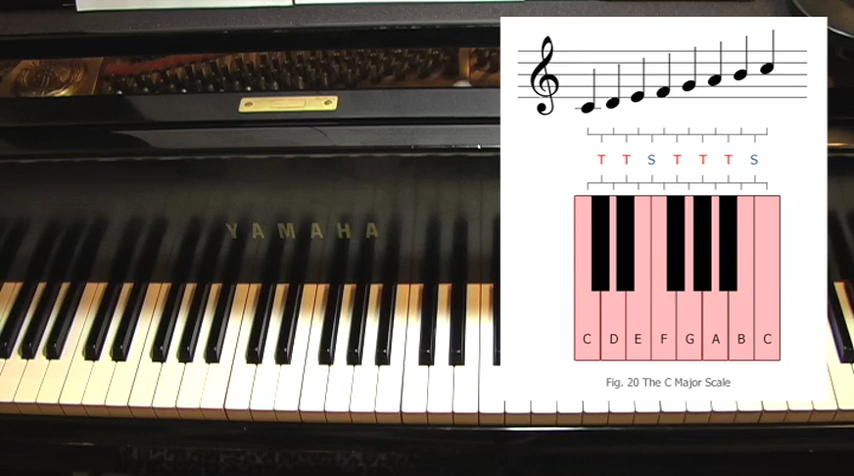 YAMAHA
T T S T T T S
C D E F G A B C
Fig. 20 The C Major Scale